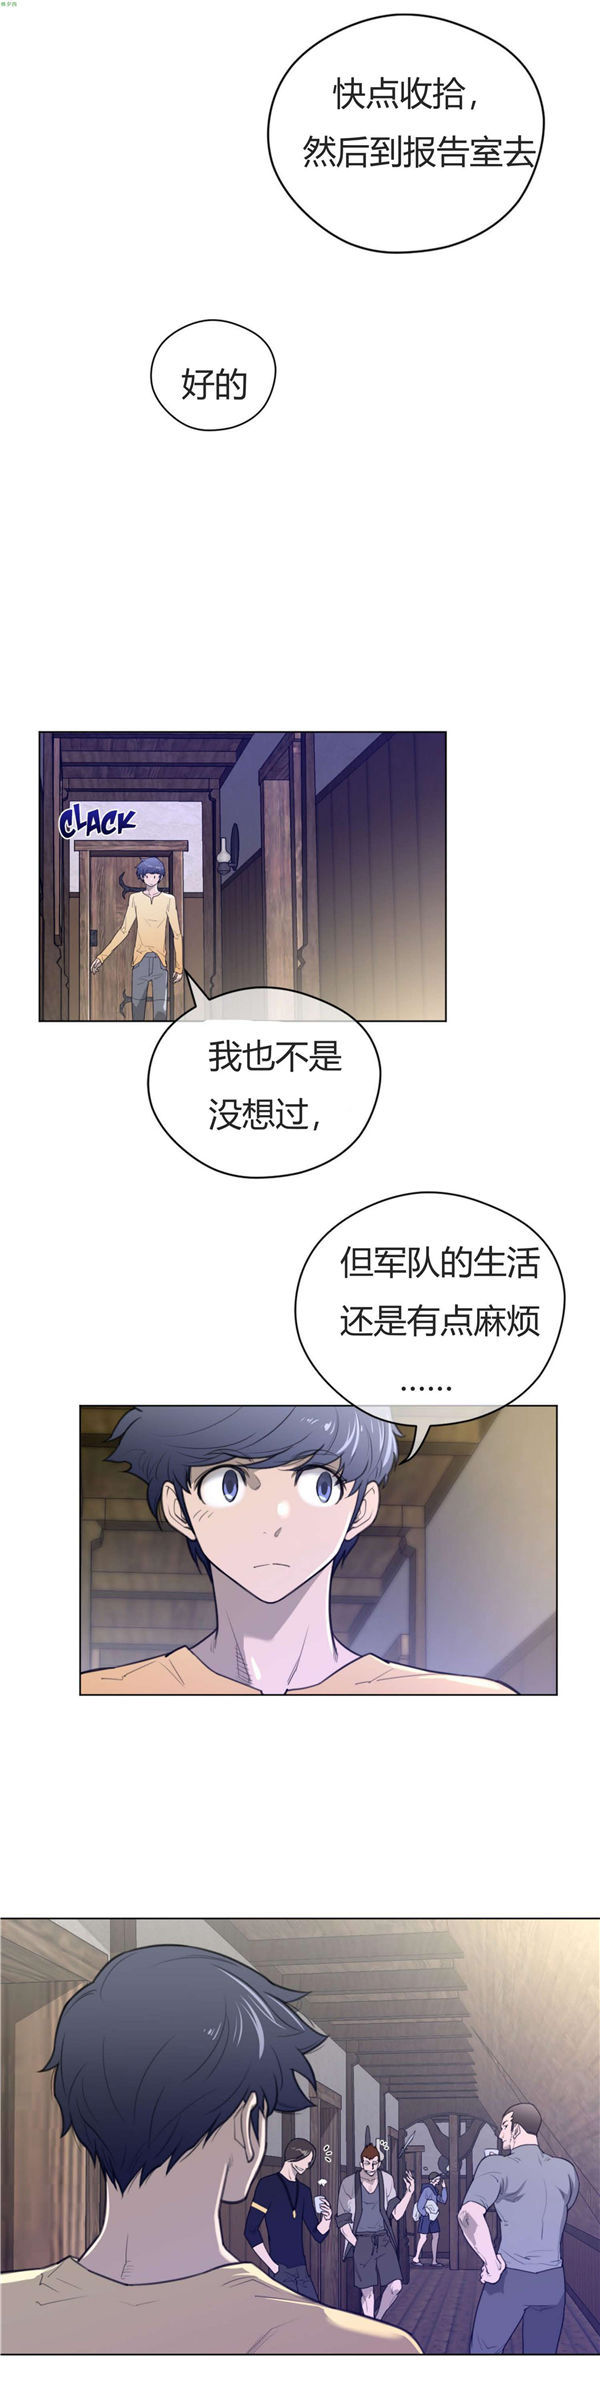 快点收拾，
然后到报告室去
好的
CLACK
我也不是
没想过，
但军队的生活
还是有点麻烦
……